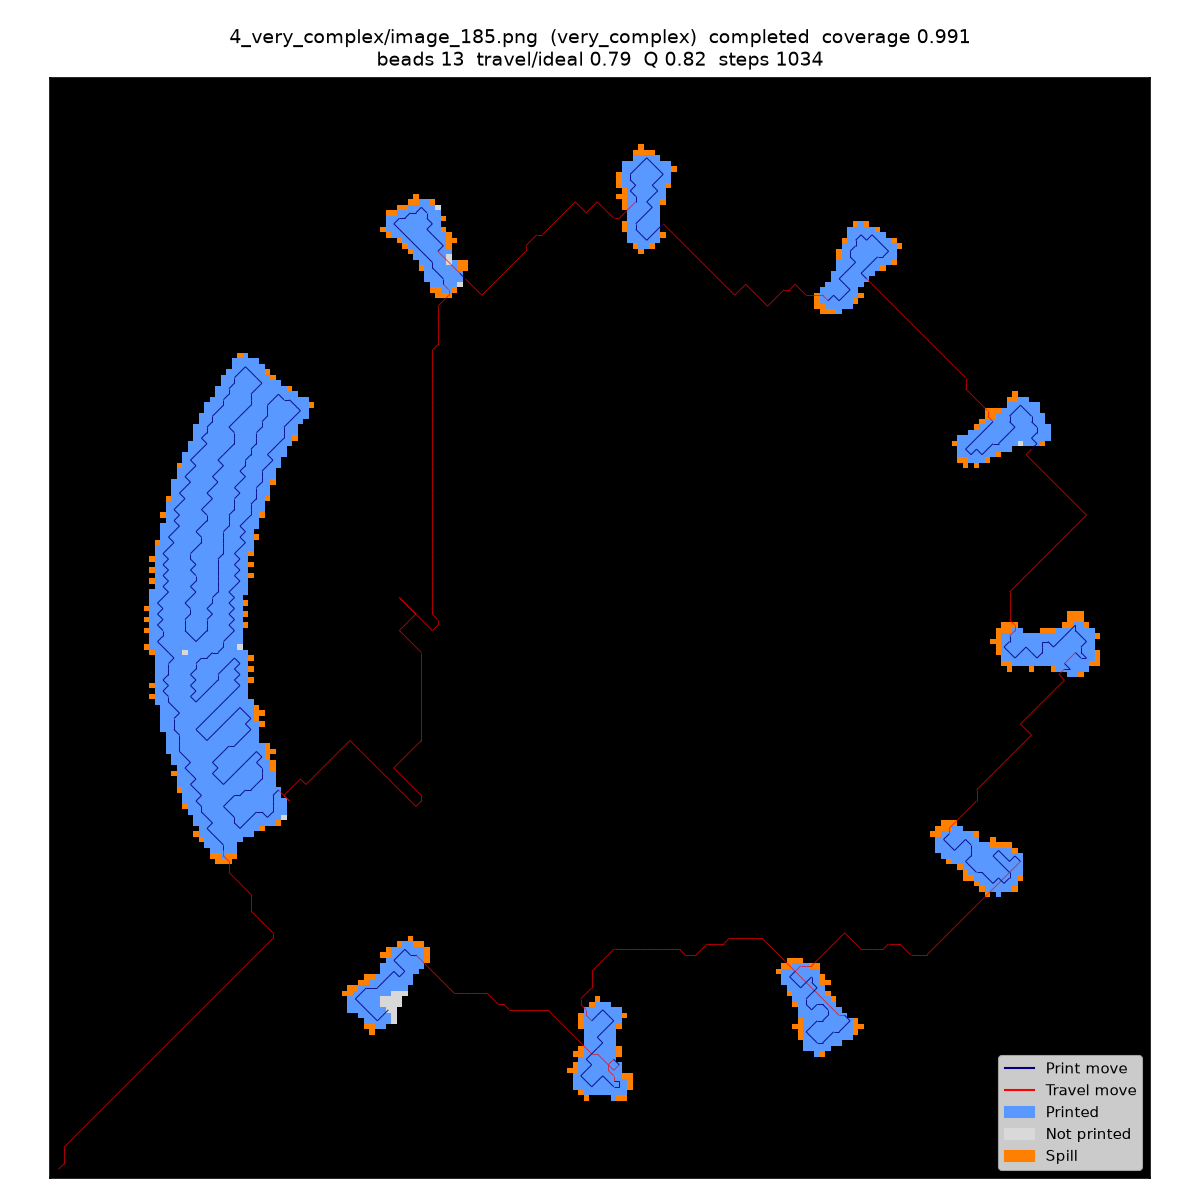 4_very_complex/image_185.png  (very_complex)  completed  coverage 0.991
beads 13  travel/ideal 0.79  Q 0.82  steps 1034
Print move
Travel move
Printed
Not printed
Spill